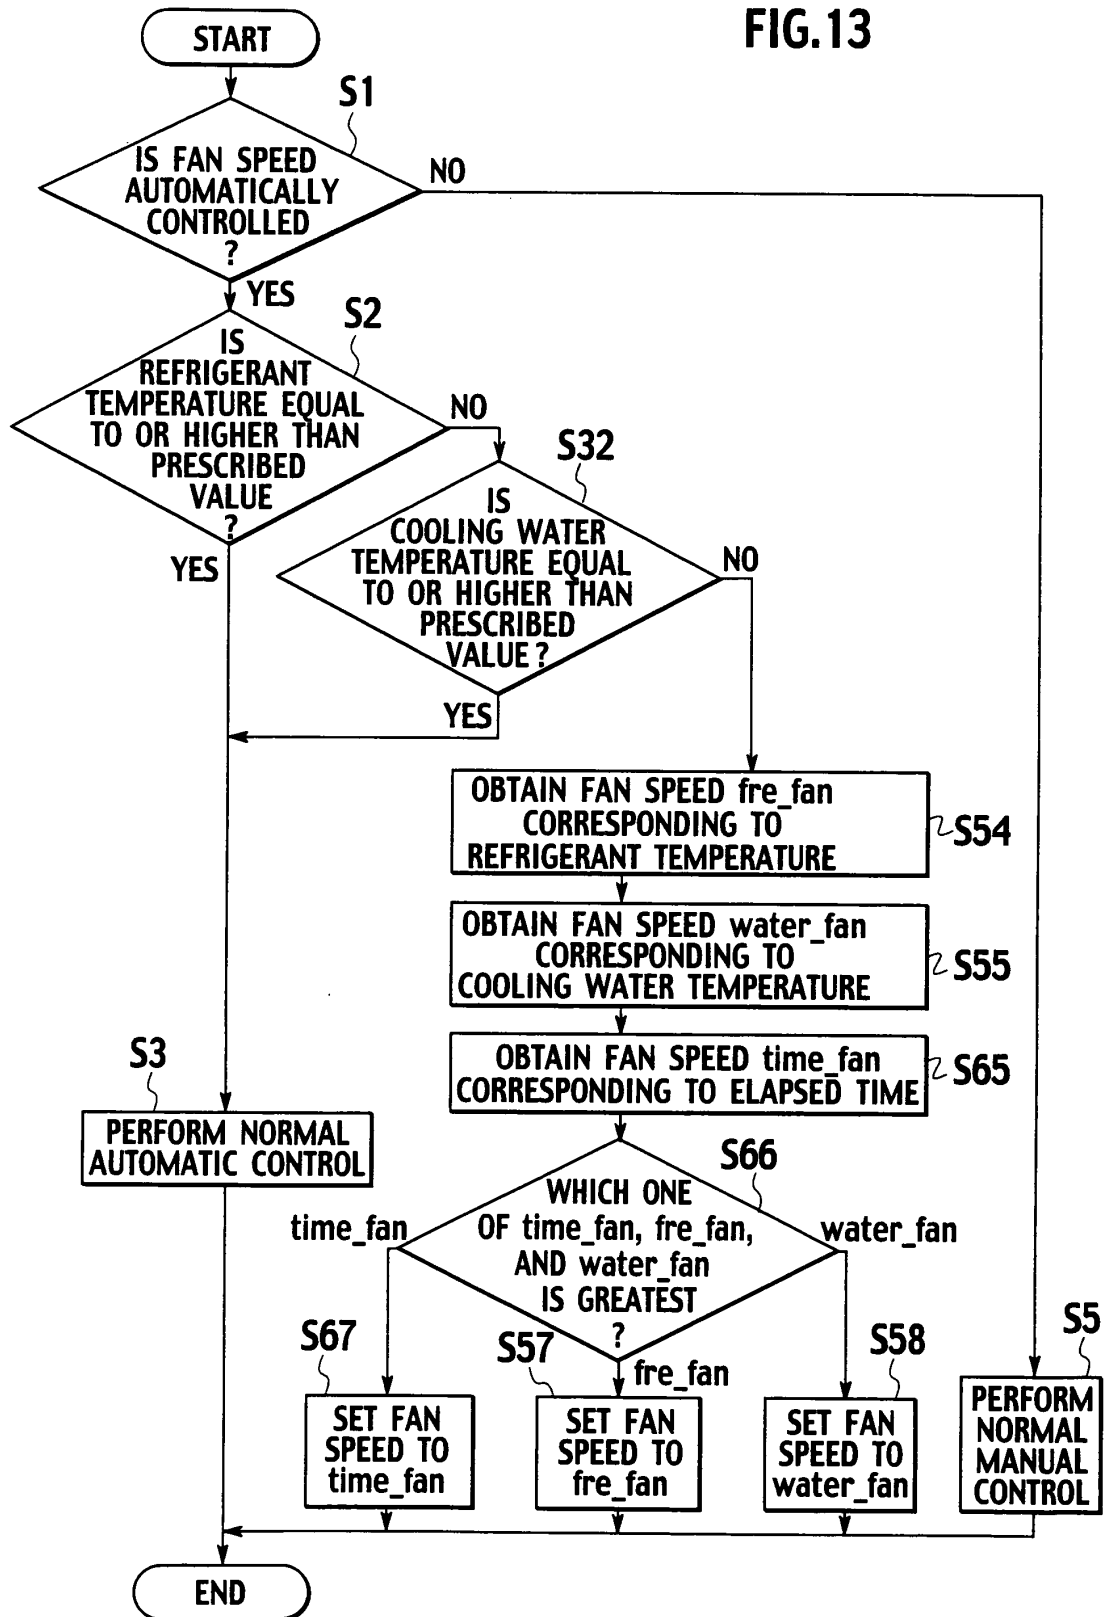 FIG.13
START
S1
IS FAN SPEED
AUTOMATICALLY
CONTROLLED
?
NO
YES
S2
IS
REFRIGERANT
TEMPERATURE EQUAL
TO OR HIGHER THAN
PRESCRIBED
VALUE
?
NO
YES
S32
IS
COOLING WATER
TEMPERATURE EQUAL
TO OR HIGHER THAN
PRESCRIBED
VALUE ?
NO
YES
OBTAIN FAN SPEED fre_fan
CORRESPONDING TO
REFRIGERANT TEMPERATURE
S54
OBTAIN FAN SPEED water_fan
CORRESPONDING TO
COOLING WATER TEMPERATURE
S55
OBTAIN FAN SPEED time_fan
CORRESPONDING TO ELAPSED TIME
S65
S3
PERFORM NORMAL
AUTOMATIC CONTROL
S66
WHICH ONE
OF time_fan, fre_fan,
AND water_fan
IS GREATEST
?
time_fan
water_fan
fre_fan
S67
SET FAN
SPEED TO
time_fan
S57
SET FAN
SPEED TO
fre_fan
S58
SET FAN
SPEED TO
water_fan
S5
PERFORM
NORMAL
MANUAL
CONTROL
END